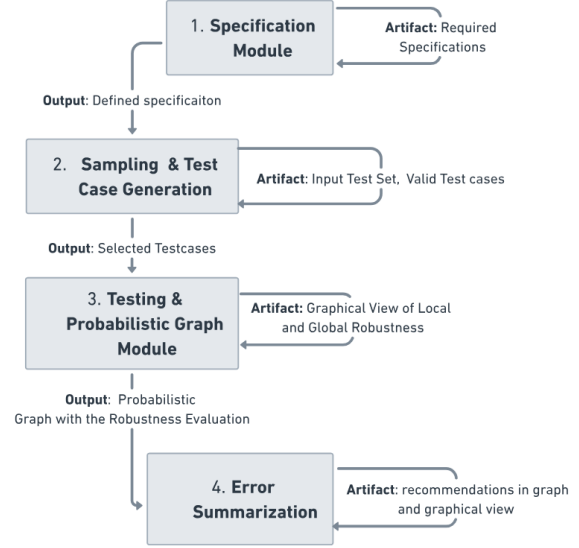 1. Specification
Module
Artifact: Required
Specifications
Output: Defined specificaiton
2. Sampling & Test
Case Generation
Artifact: Input Test Set, Valid Test cases
Output: Selected Testcases
3. Testing &
Probabilistic Graph
Module
Artifact: Graphical View of Local
and Global Robustness
Output: Probabilistic
Graph with the Robustness Evaluation
4. Error
Summarization
Artifact: recommendations in graph
and graphical view